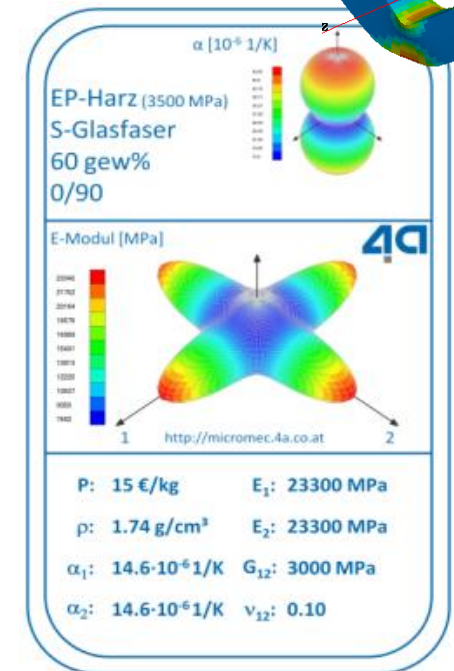 z
α [10⁻⁶ 1/K]
EP-Harz (3500 MPa)
S-Glasfaser
60 gew%
0/90
E-Modul [MPa]
4a
1 http://micromec.4a.co.at 2
P: 15 €/kg E₁: 23300 MPa
ρ: 1.74 g/cm³ E₂: 23300 MPa
α₁: 14.6·10⁻⁶ 1/K G₁₂: 3000 MPa
α₂: 14.6·10⁻⁶ 1/K ν₁₂: 0.10